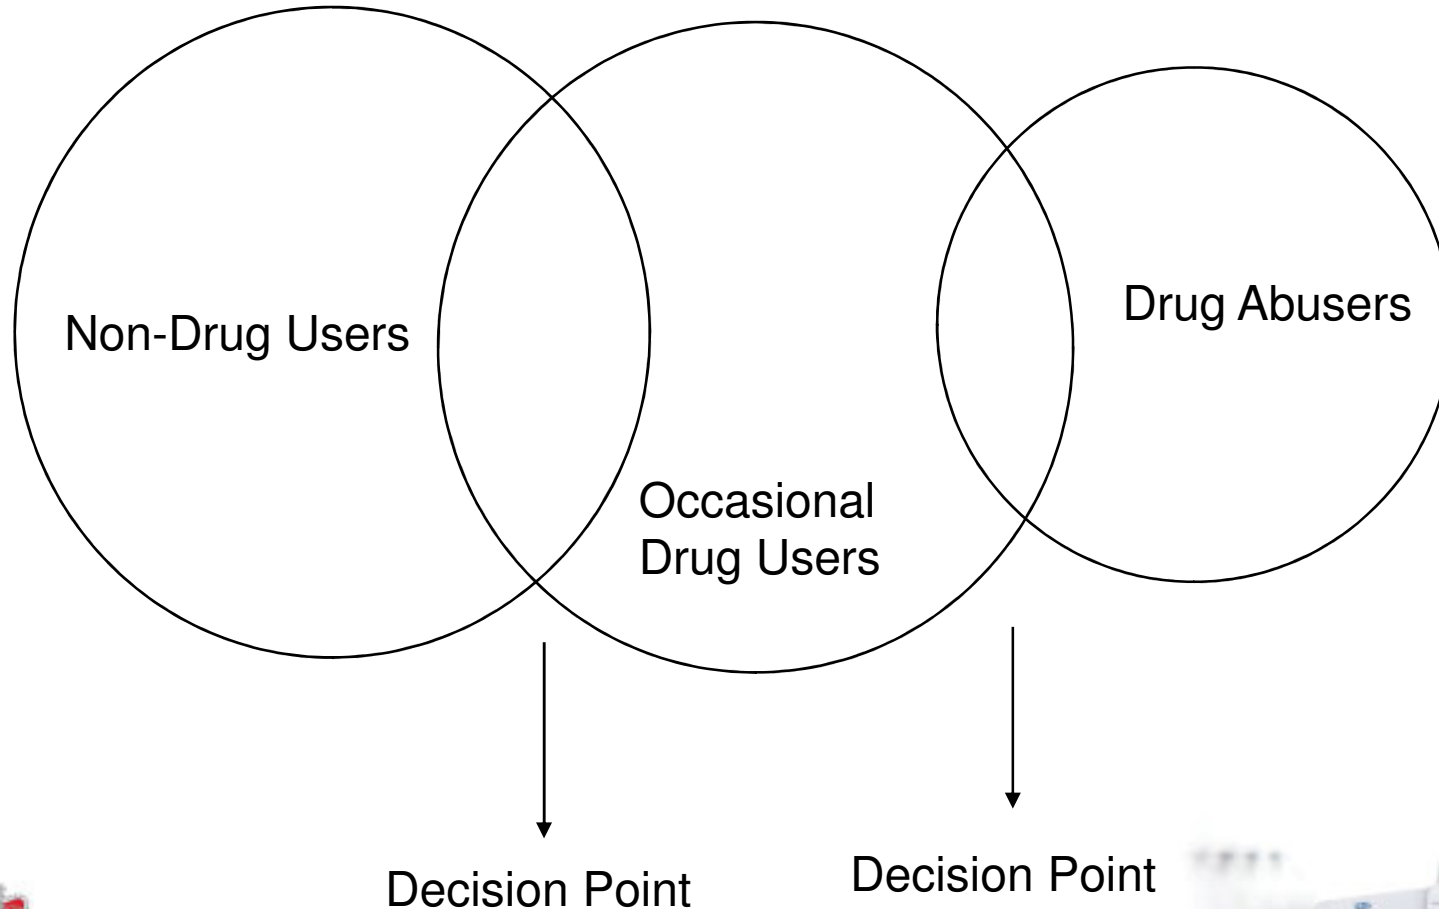 Non-Drug Users
Drug Abusers
Occasional
Drug Users
Decision Point
Decision Point